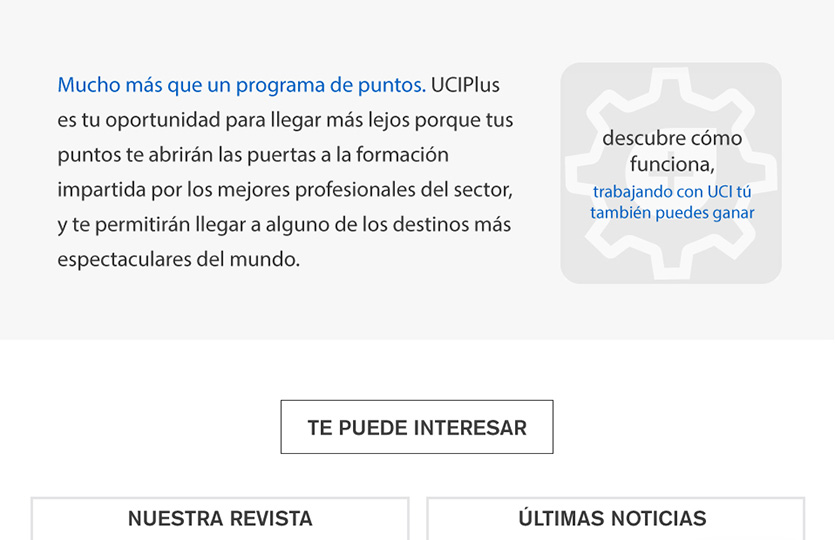 Mucho más que un programa de puntos. UCIPlus
es tu oportunidad para llegar más lejos porque tus
puntos te abrirán las puertas a la formación
impartida por los mejores profesionales del sector,
y te permitirán llegar a alguno de los destinos más
espectaculares del mundo.
descubre cómo
funciona,
trabajando con UCI tú
también puedes ganar
TE PUEDE INTERESAR
NUESTRA REVISTA
ÚLTIMAS NOTICIAS